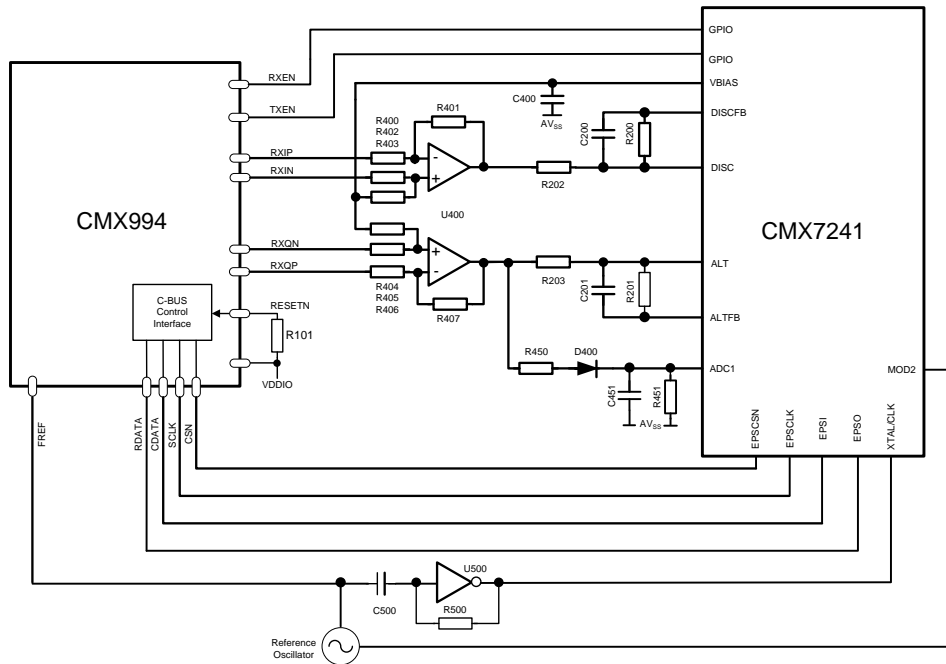 GPIO
GPIO
RXEN
VBIAS
TXEN
C400
AVSS
DISCFB
R401
R400
R402
R403
C200
R200
RXIP
RXIN
-
+
DISC
R202
CMX994
U400
CMX7241
RXQN
+
-
RXQP
ALT
R203
R404
R405
R406
C201
R201
C-BUS
Control
Interface
RESETN
R407
ALTFB
R101
R450
D400
ADC1
MOD2
VDDIO
C451
R451
AVSS
FREF
RDATA
CDATA
SCLK
CSN
EPSCSN
EPSCLK
EPSI
EPSO
XTAL/CLK
U500
C500
R500
Reference
Oscillator